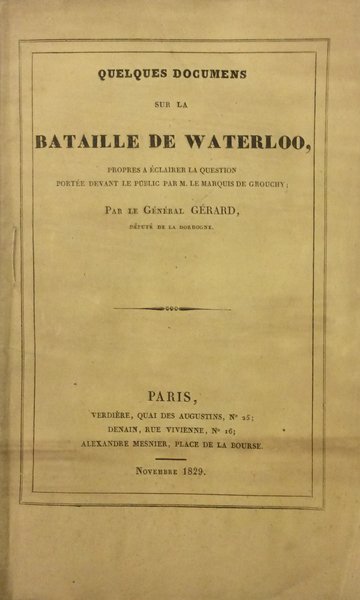 QUELQUES DOCUMENS
SUR LA
BATAILLE DE WATERLOO,
PROPRES A ÉCLAIRER LA QUESTION
PORTÉE DEVANT LE PUBLIC PAR M. LE MARQUIS DE GROUCHY;
PAR LE GÉNÉRAL GÉRARD,
DÉPUTÉ DE LA DORDOGNE.
PARIS,
VERDIÈRE, QUAI DES AUGUSTINS, N° 25;
DENAIN, RUE VIVIENNE, N° 16;
ALEXANDRE MESNIER, PLACE DE LA BOURSE.
NOVEMBRE 1829.